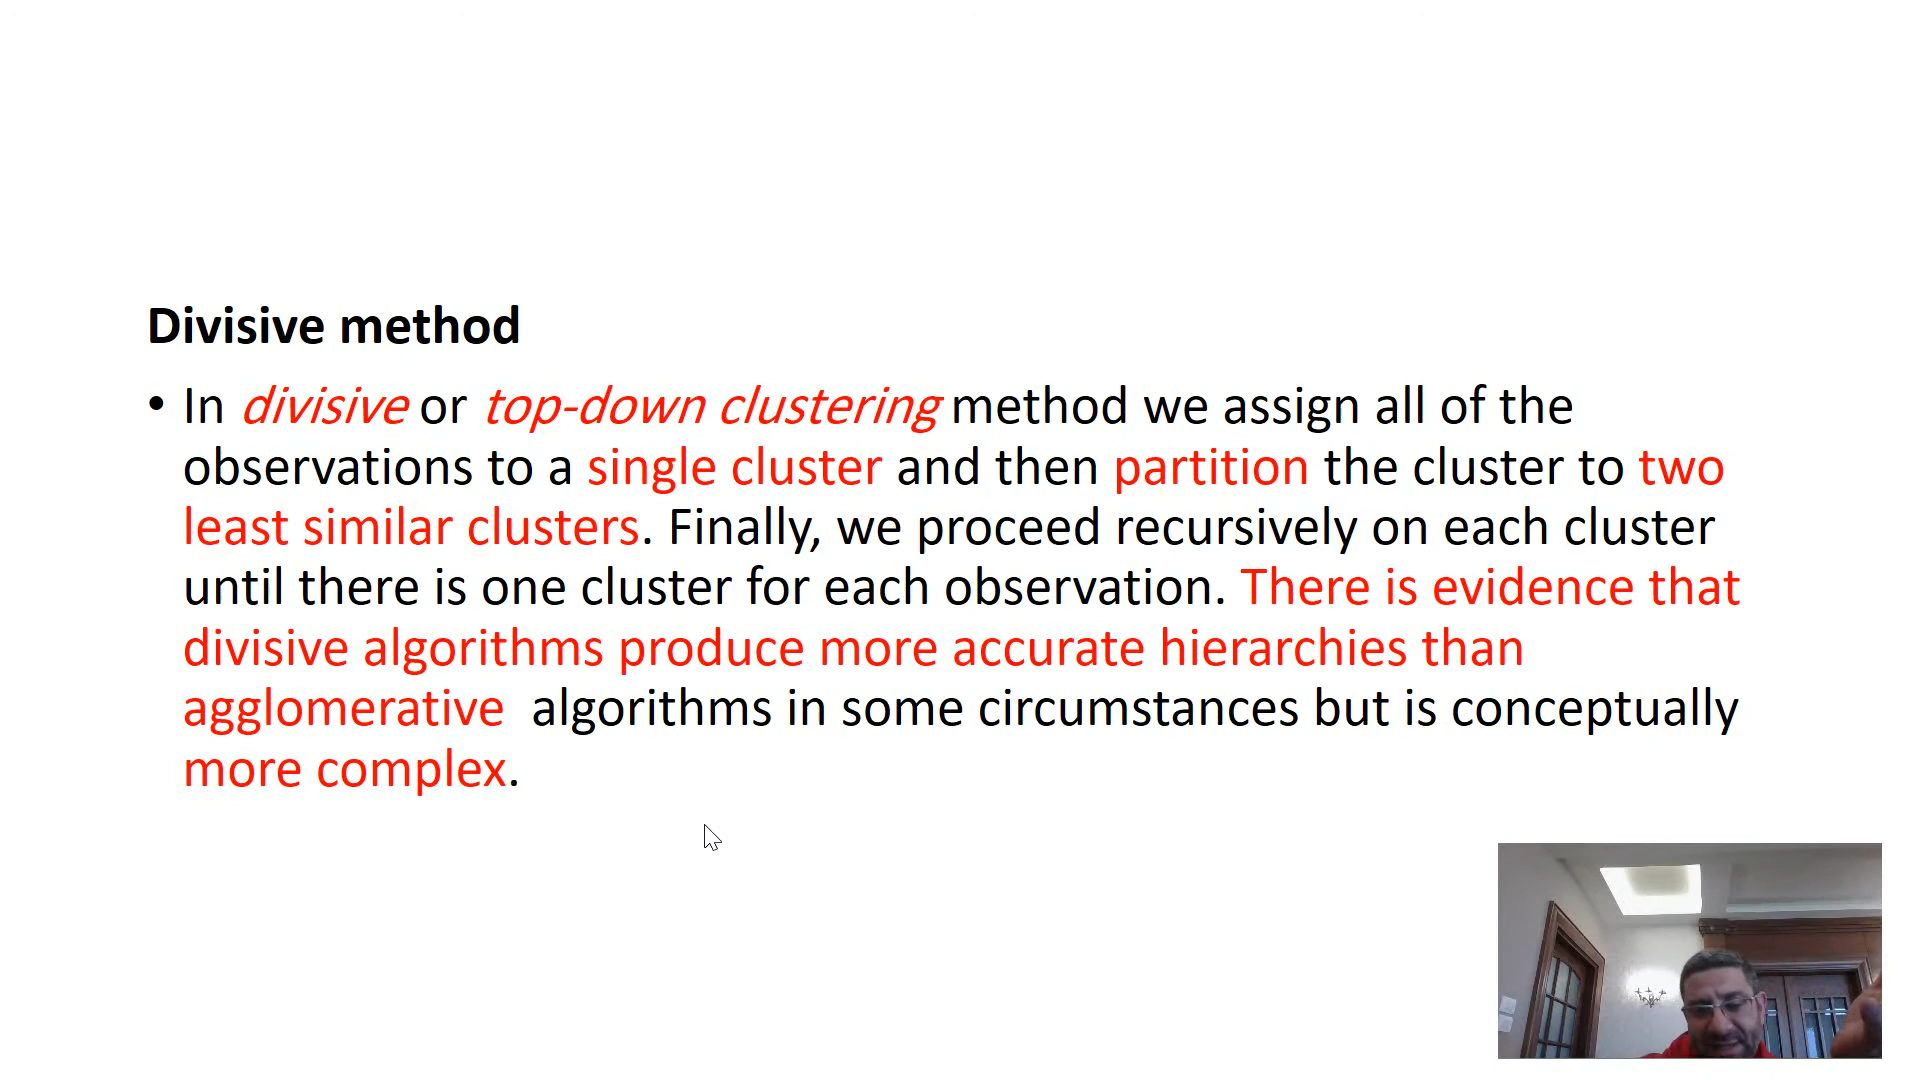 Divisive method
• In divisive or top-down clustering method we assign all of the
observations to a single cluster and then partition the cluster to two
least similar clusters. Finally, we proceed recursively on each cluster
until there is one cluster for each observation. There is evidence that
divisive algorithms produce more accurate hierarchies than
agglomerative  algorithms in some circumstances but is conceptually
more complex.